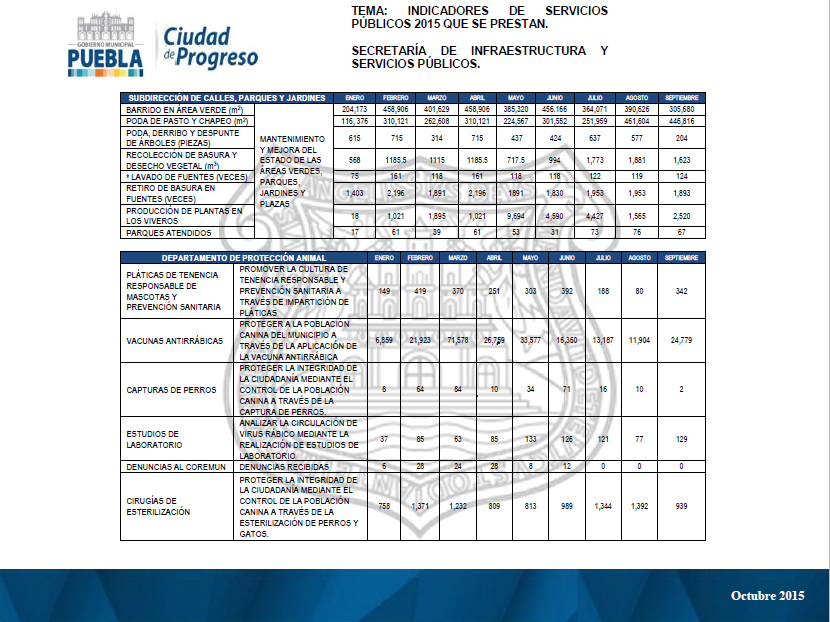 TEMA: INDICADORES DE SERVICIOS
PÚBLICOS 2015 QUE SE PRESTAN.
SECRETARÍA DE INFRAESTRUCTURA Y
SERVICIOS PÚBLICOS.
GOBIERNO MUNICIPAL
PUEBLA
Ciudad
de Progreso
SUBDIRECCIÓN DE CALLES, PARQUES Y JARDINES ENERO FEBRERO MARZO ABRIL MAYO JUNIO JULIO AGOSTO SEPTIEMBRE
BARRIDO EN ÁREA VERDE (m²) 204,173 458,906 401,629 458,906 385,320 456.166 364,071 390,626 305,680
PODA DE PASTO Y CHAPEO (m²) 116, 376 310,121 262,608 310,121 224,567 301,552 251,959 461,604 446,816
PODA, DERRIBO Y DESPUNTE
DE ÁRBOLES (PIEZAS) 615 715 314 715 437 424 637 577 204
RECOLECCIÓN DE BASURA Y
DESECHO VEGETAL (m³) 568 1185.5 1115 1185.5 717.5 994 1,773 1,881 1,623
* LAVADO DE FUENTES (VECES) 75 161 118 161 118 118 122 119 124
RETIRO DE BASURA EN
FUENTES (VECES) 1,403 2,196 1,891 2,196 1891 1,830 1,953 1,953 1,893
PRODUCCIÓN DE PLANTAS EN
LOS VIVEROS 18 1,021 1,895 1,021 9,694 4,590 4,427 1,565 2,520
PARQUES ATENDIDOS 17 61 39 61 53 31 73 76 67
MANTENIMIENTO
Y MEJORA DEL
ESTADO DE LAS
ÁREAS VERDES,
PARQUES,
JARDINES Y
PLAZAS
DEPARTAMENTO DE PROTECCIÓN ANIMAL ENERO FEBRERO MARZO ABRIL MAYO JUNIO JULIO AGOSTO SEPTIEMBRE
PLÁTICAS DE TENENCIA
RESPONSABLE DE
MASCOTAS Y
PREVENCIÓN SANITARIA
PROMOVER LA CULTURA DE
TENENCIA RESPONSABLE Y
PREVENCIÓN SANITARIA A
TRAVÉS DE IMPARTICIÓN DE
PLÁTICAS
149 419 370 251 303 392 188 80 342
VACUNAS ANTIRRÁBICAS
PROTEGER A LA POBLACIÓN
CANINA DEL MUNICIPIO A
TRAVÉS DE LA APLICACIÓN DE
LA VACUNA ANTIRRÁBICA
6,859 21,923 71,578 26,759 33,577 16,360 13,187 11,904 24,779
CAPTURAS DE PERROS
PROTEGER LA INTEGRIDAD DE
LA CIUDADANÍA MEDIANTE EL
CONTROL DE LA POBLACIÓN
CANINA A TRAVÉS DE LA
CAPTURA DE PERROS.
8 64 84 10 34 71 16 10 2
ESTUDIOS DE
LABORATORIO
ANALIZAR LA CIRCULACIÓN DE
VIRUS RÁBICO MEDIANTE LA
REALIZACIÓN DE ESTUDIOS DE
LABORATORIO
37 85 63 85 133 126 121 77 129
DENUNCIAS AL COREMUN DENUNCIAS RECIBIDAS 6 28 24 28 8 12 0 0 0
CIRUGÍAS DE
ESTERILIZACIÓN
PROTEGER LA INTEGRIDAD DE
LA CIUDADANÍA MEDIANTE EL
CONTROL DE LA POBLACIÓN
CANINA A TRAVÉS DE LA
ESTERILIZACIÓN DE PERROS Y
GATOS.
758 1,371 1,232 809 813 989 1,344 1,392 939
Octubre 2015